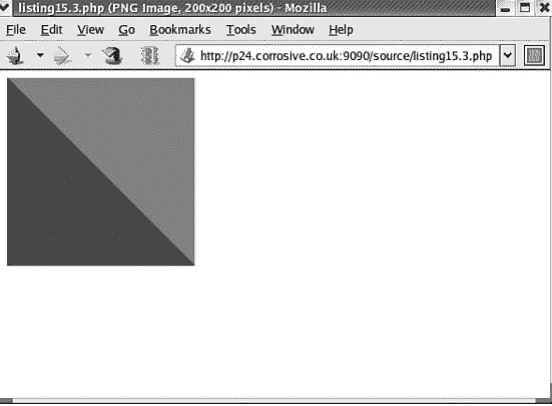 listing15.3.php (PNG Image, 200x200 pixels) - Mozilla
File Edit View Go Bookmarks Tools Window Help
http://p24.corrosive.co.uk:9090/source/listing15.3.php